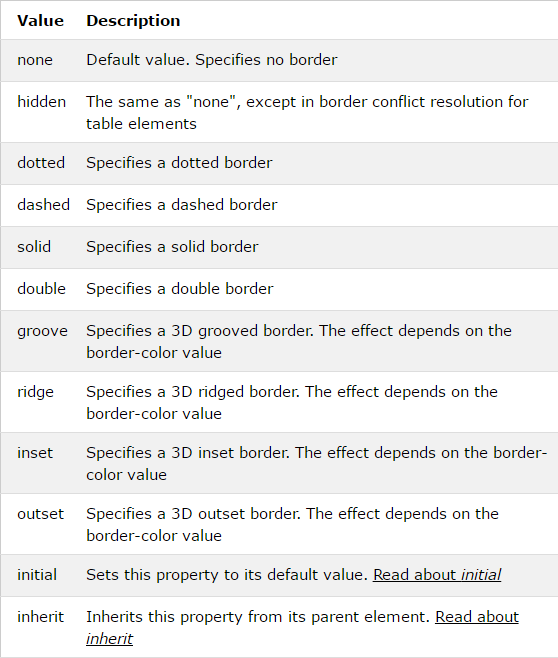 Value Description
none Default value. Specifies no border
hidden The same as "none", except in border conflict resolution for
table elements
dotted Specifies a dotted border
dashed Specifies a dashed border
solid Specifies a solid border
double Specifies a double border
groove Specifies a 3D grooved border. The effect depends on the
border-color value
ridge Specifies a 3D ridged border. The effect depends on the
border-color value
inset Specifies a 3D inset border. The effect depends on the border-
color value
outset Specifies a 3D outset border. The effect depends on the
border-color value
initial Sets this property to its default value. Read about initial
inherit Inherits this property from its parent element. Read about
inherit